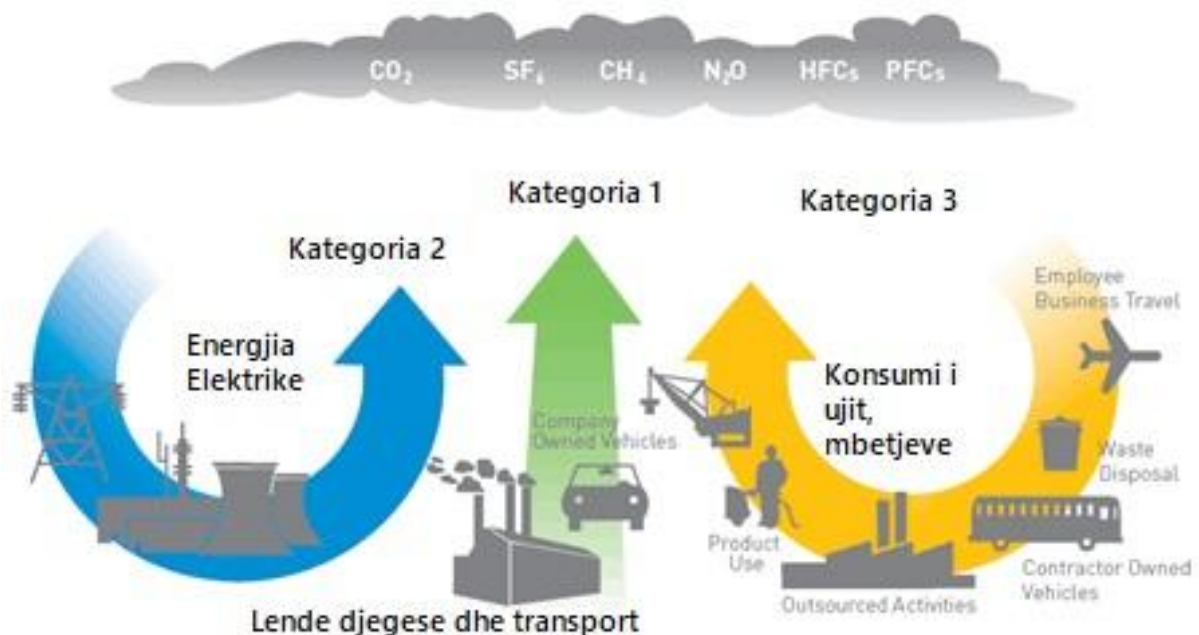 CO₂ SF₆ CH₄ N₂O HFCs PFCs
Kategoria 1
Kategoria 3
Kategoria 2
Energjia
Elektrike
Company
Owned Vehicles
Konsumi i
ujit,
mbetjeve
Employee
Business Travel
Waste
Disposal
Product
Use
Contractor Owned
Vehicles
Outsourced Activities
Lende djegese dhe transport